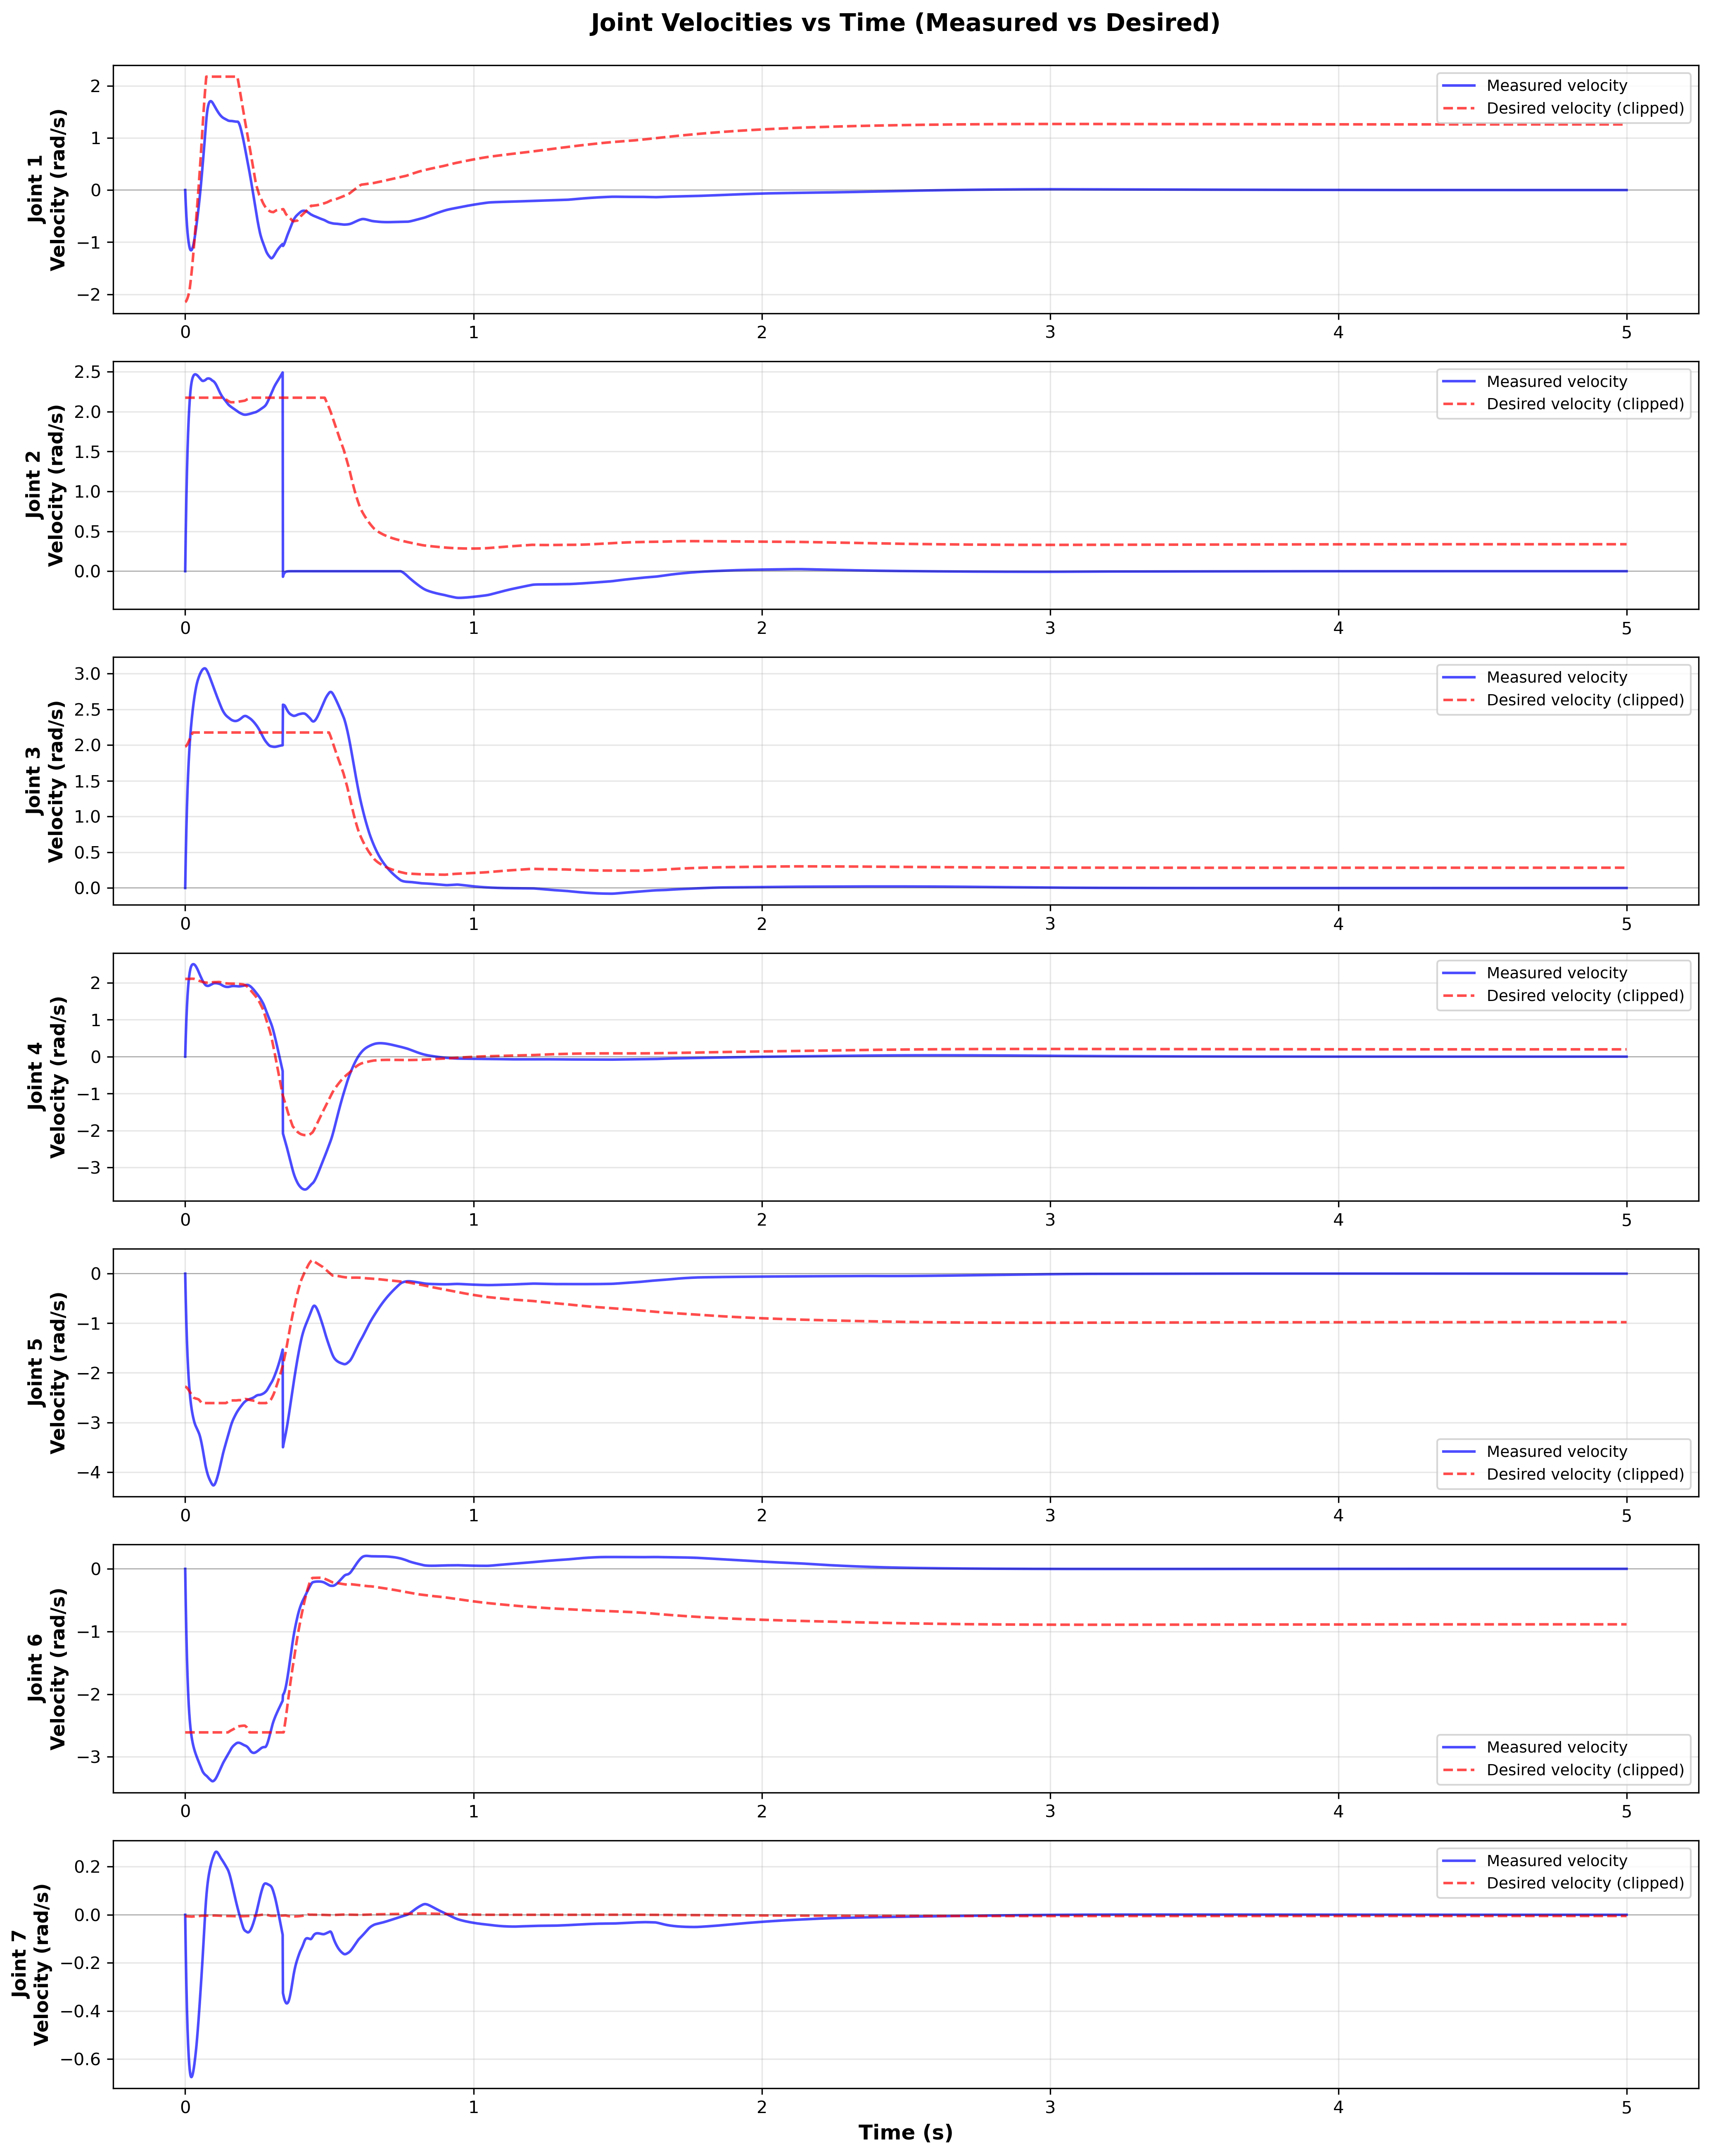 Joint Velocities vs Time (Measured vs Desired)
Joint 1
Velocity (rad/s)
2
1
0
−1
−2
Measured velocity
Desired velocity (clipped)
0 1 2 3 4 5
Joint 2
Velocity (rad/s)
2.5
2.0
1.5
1.0
0.5
0.0
Measured velocity
Desired velocity (clipped)
0 1 2 3 4 5
Joint 3
Velocity (rad/s)
3.0
2.5
2.0
1.5
1.0
0.5
0.0
Measured velocity
Desired velocity (clipped)
0 1 2 3 4 5
Joint 4
Velocity (rad/s)
2
1
0
−1
−2
−3
Measured velocity
Desired velocity (clipped)
0 1 2 3 4 5
Joint 5
Velocity (rad/s)
0
−1
−2
−3
−4
Measured velocity
Desired velocity (clipped)
0 1 2 3 4 5
Joint 6
Velocity (rad/s)
0
−1
−2
−3
Measured velocity
Desired velocity (clipped)
0 1 2 3 4 5
Joint 7
Velocity (rad/s)
0.2
0.0
−0.2
−0.4
−0.6
Measured velocity
Desired velocity (clipped)
0 1 2 3 4 5
Time (s)